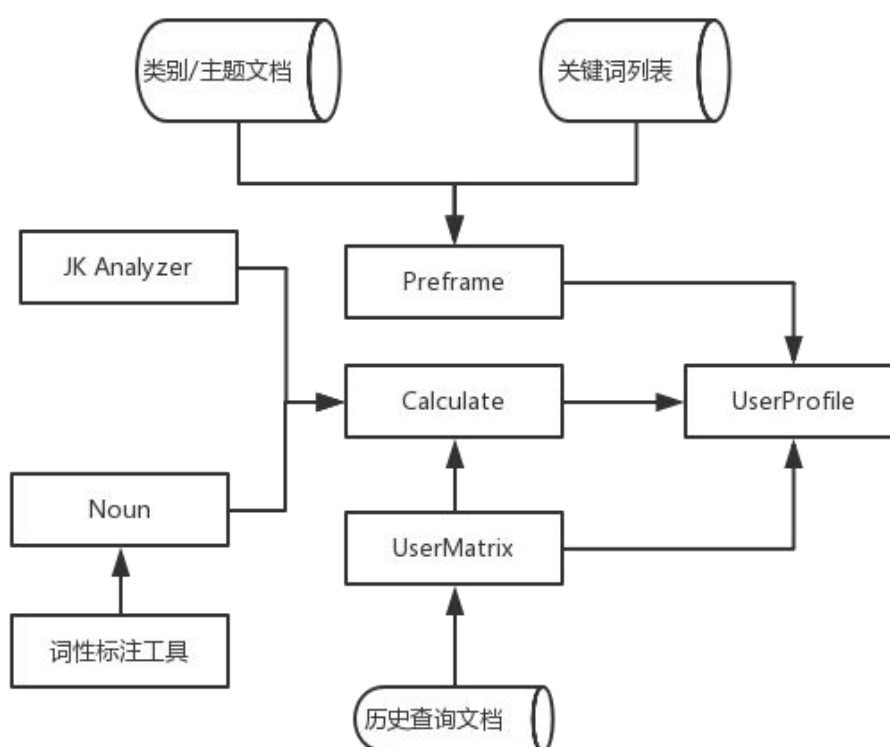 类别/主题文档
关键词列表
JK Analyzer
Preframe
Calculate
UserProfile
Noun
UserMatrix
词性标注工具
历史查询文档